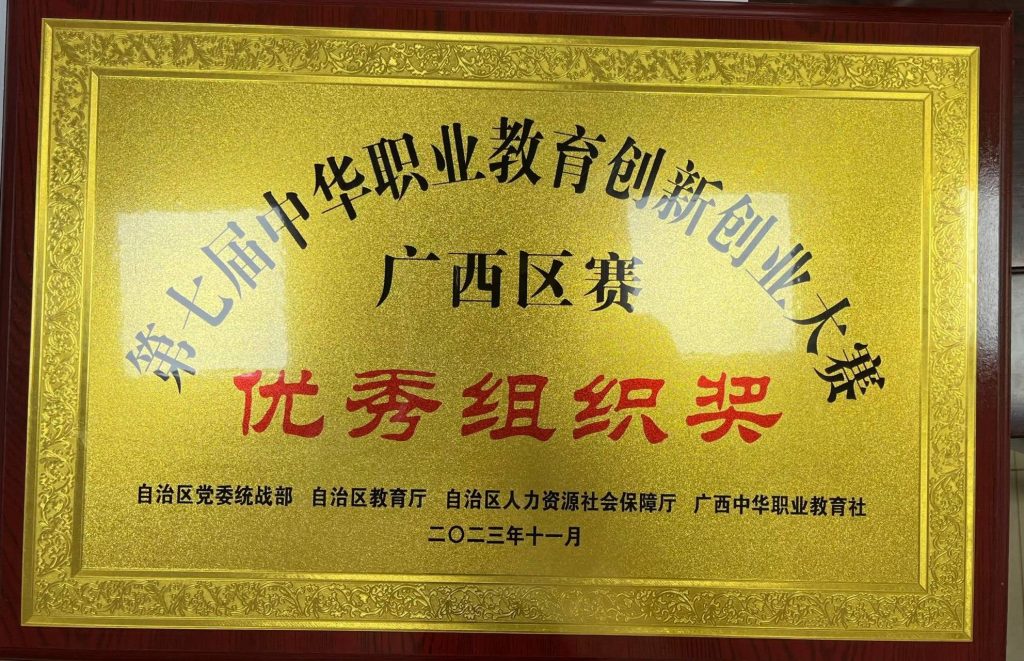 第七届中华职业教育创新创业大赛
广西区赛
优秀组织奖
自治区党委统战部 自治区教育厅 自治区人力资源社会保障厅 广西中华职业教育社
二〇二三年十一月